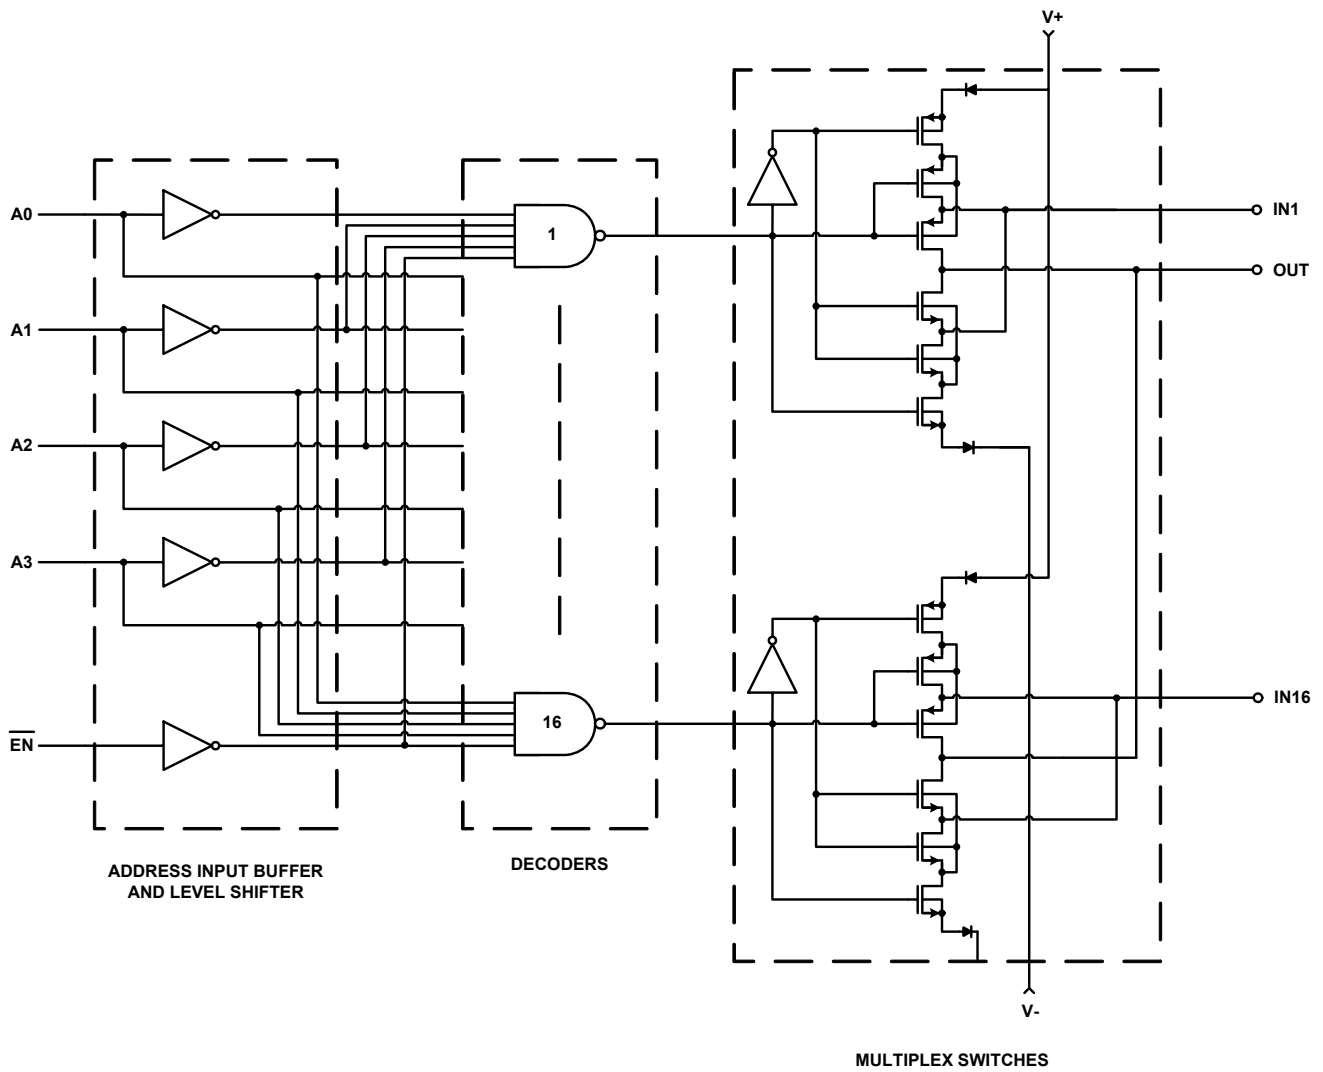 V+
A0
1
IN1
OUT
A1
A2
A3
16
IN16
EN
ADDRESS INPUT BUFFER
AND LEVEL SHIFTER
DECODERS
V-
MULTIPLEX SWITCHES